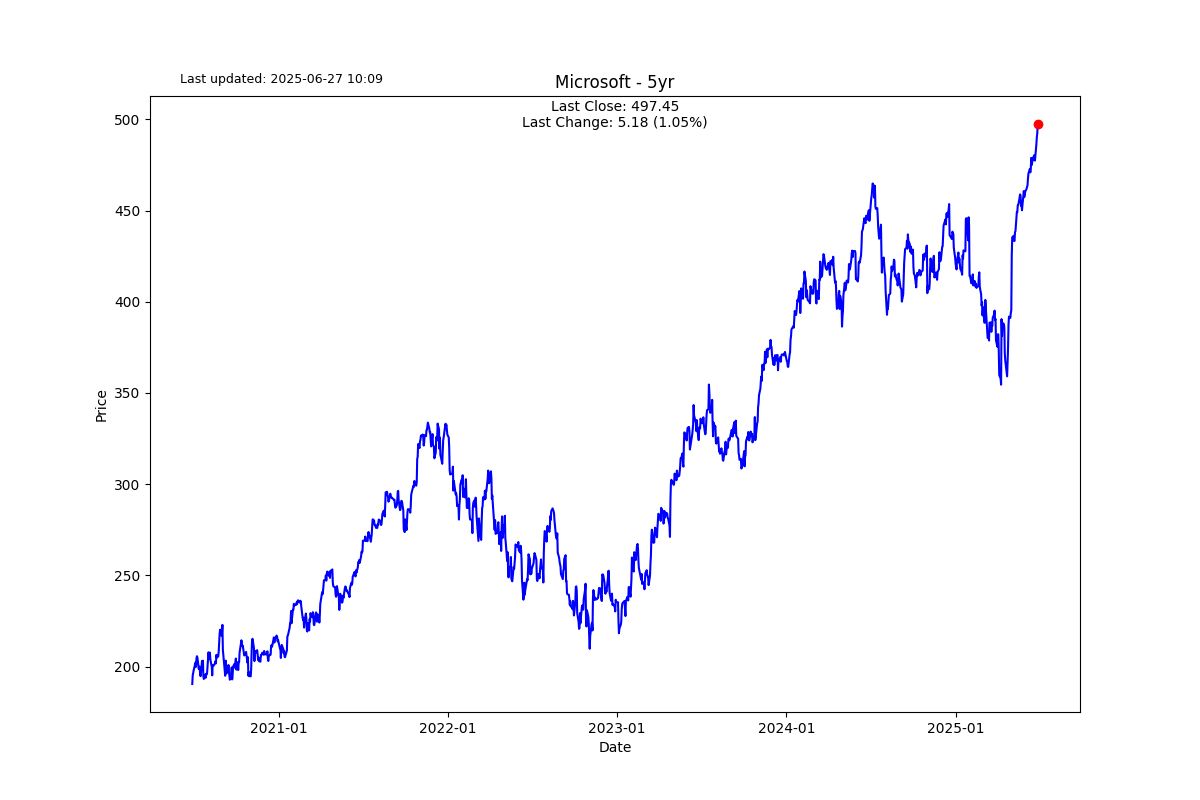 Last updated: 2025-06-27 10:09
Microsoft - 5yr
Last Close: 497.45
Last Change: 5.18 (1.05%)
500
450
400
350
300
250
200
Price
2021-01
2022-01
2023-01
2024-01
2025-01
Date